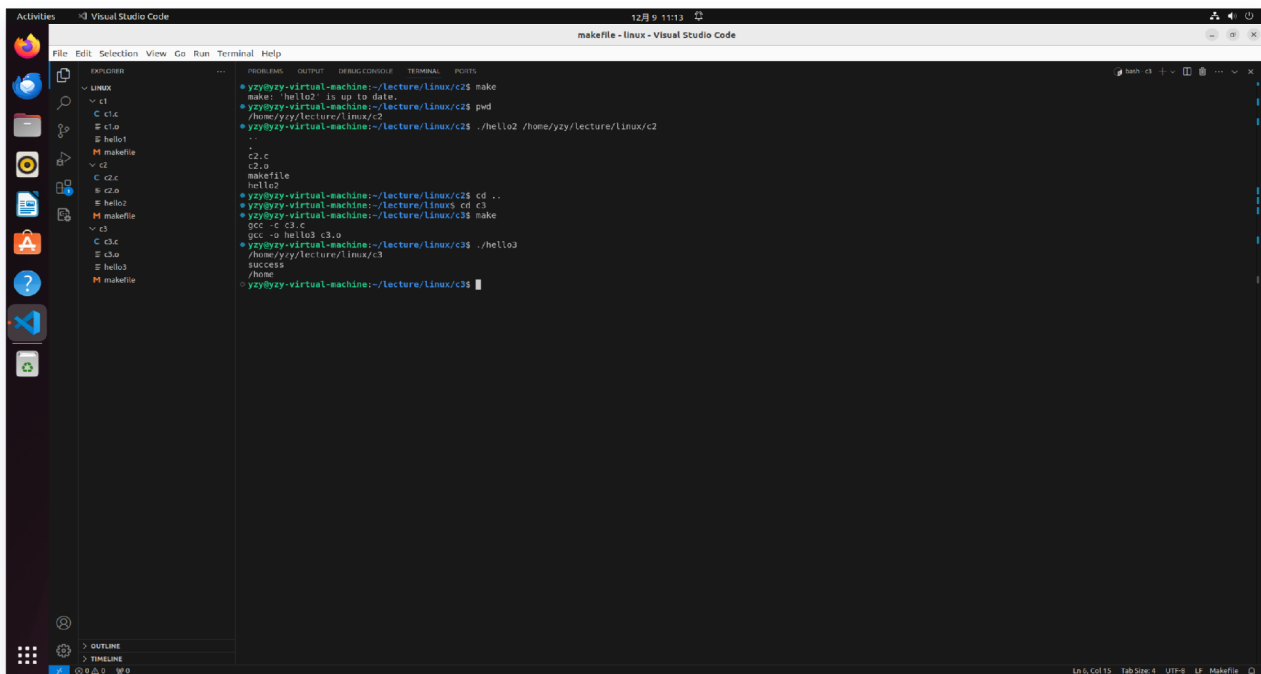 Activities
Visual Studio Code
12月 9 11:13
makefile - linux - Visual Studio Code
File Edit Selection View Go Run Terminal Help
EXPLORER ···
LINUX
c1
C c1.c
c1.o
hello1
M makefile
c2
C c2.c
c2.o
hello2
M makefile
c3
C c3.c
c3.o
hello3
M makefile
OUTLINE
TIMELINE
PROBLEMS OUTPUT DEBUG CONSOLE TERMINAL PORTS
bash - c3
yzy@yzy-virtual-machine:~/lecture/linux/c2$ make
make: 'hello2' is up to date.
yzy@yzy-virtual-machine:~/lecture/linux/c2$ pwd
/home/yzy/lecture/linux/c2
yzy@yzy-virtual-machine:~/lecture/linux/c2$ ./hello2 /home/yzy/lecture/linux/c2
..
.
c2.c
c2.o
makefile
hello2
yzy@yzy-virtual-machine:~/lecture/linux/c2$ cd ..
yzy@yzy-virtual-machine:~/lecture/linux$ cd c3
yzy@yzy-virtual-machine:~/lecture/linux/c3$ make
gcc -c c3.c
gcc -o hello3 c3.o
yzy@yzy-virtual-machine:~/lecture/linux/c3$ ./hello3
/home/yzy/lecture/linux/c3
success
/home
yzy@yzy-virtual-machine:~/lecture/linux/c3$
0 0 0
Ln 6, Col 15 Tab Size: 4 UTF-8 LF Makefile